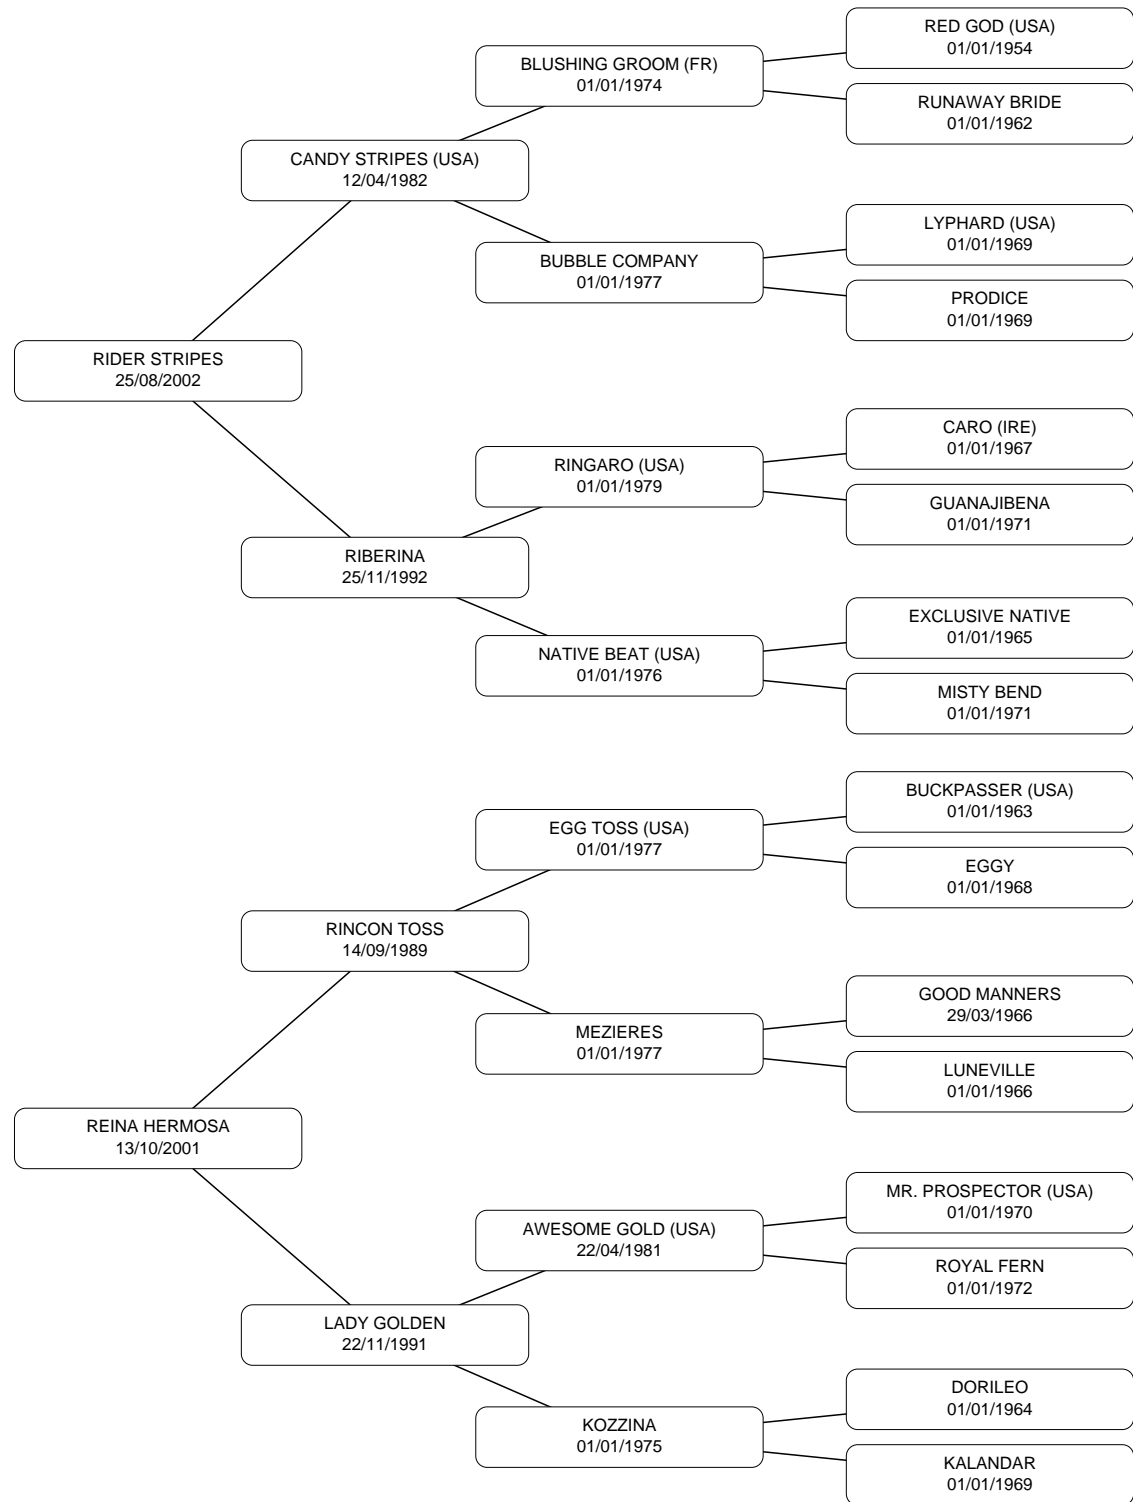 RED GOD (USA)
01/01/1954
BLUSHING GROOM (FR)
01/01/1974
RUNAWAY BRIDE
01/01/1962
CANDY STRIPES (USA)
12/04/1982
LYPHARD (USA)
01/01/1969
BUBBLE COMPANY
01/01/1977
PRODICE
01/01/1969
RIDER STRIPES
25/08/2002
CARO (IRE)
01/01/1967
RINGARO (USA)
01/01/1979
GUANAJIBENA
01/01/1971
RIBERINA
25/11/1992
EXCLUSIVE NATIVE
01/01/1965
NATIVE BEAT (USA)
01/01/1976
MISTY BEND
01/01/1971
BUCKPASSER (USA)
01/01/1963
EGG TOSS (USA)
01/01/1977
EGGY
01/01/1968
RINCON TOSS
14/09/1989
GOOD MANNERS
29/03/1966
MEZIERES
01/01/1977
LUNEVILLE
01/01/1966
REINA HERMOSA
13/10/2001
MR. PROSPECTOR (USA)
01/01/1970
AWESOME GOLD (USA)
22/04/1981
ROYAL FERN
01/01/1972
LADY GOLDEN
22/11/1991
DORILEO
01/01/1964
KOZZINA
01/01/1975
KALANDAR
01/01/1969